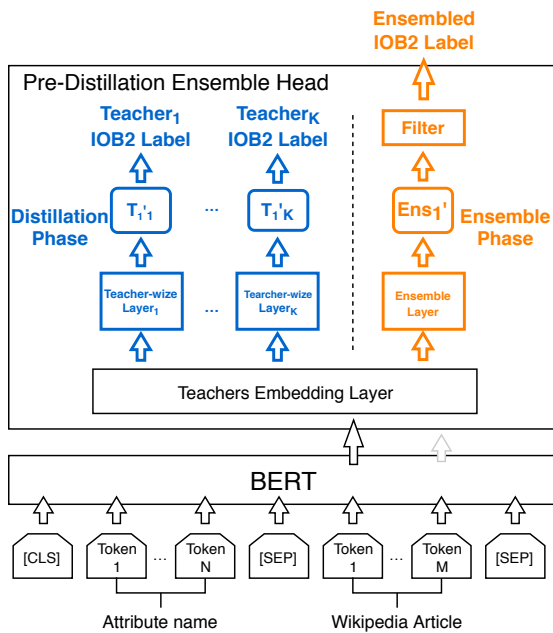 Ensembled
IOB2 Label
Pre-Distillation Ensemble Head
Teacher1
IOB2 Label
TeacherK
IOB2 Label
Filter
Distillation
Phase
T1'1
...
T1'K
Ens1'
Ensemble
Phase
Teacher-wize
Layer1
...
Tearcher-wize
LayerK
Ensemble
Layer
Teachers Embedding Layer
BERT
[CLS]
Token
1
...
Token
N
[SEP]
Token
1
...
Token
M
[SEP]
Attribute name
Wikipedia Article